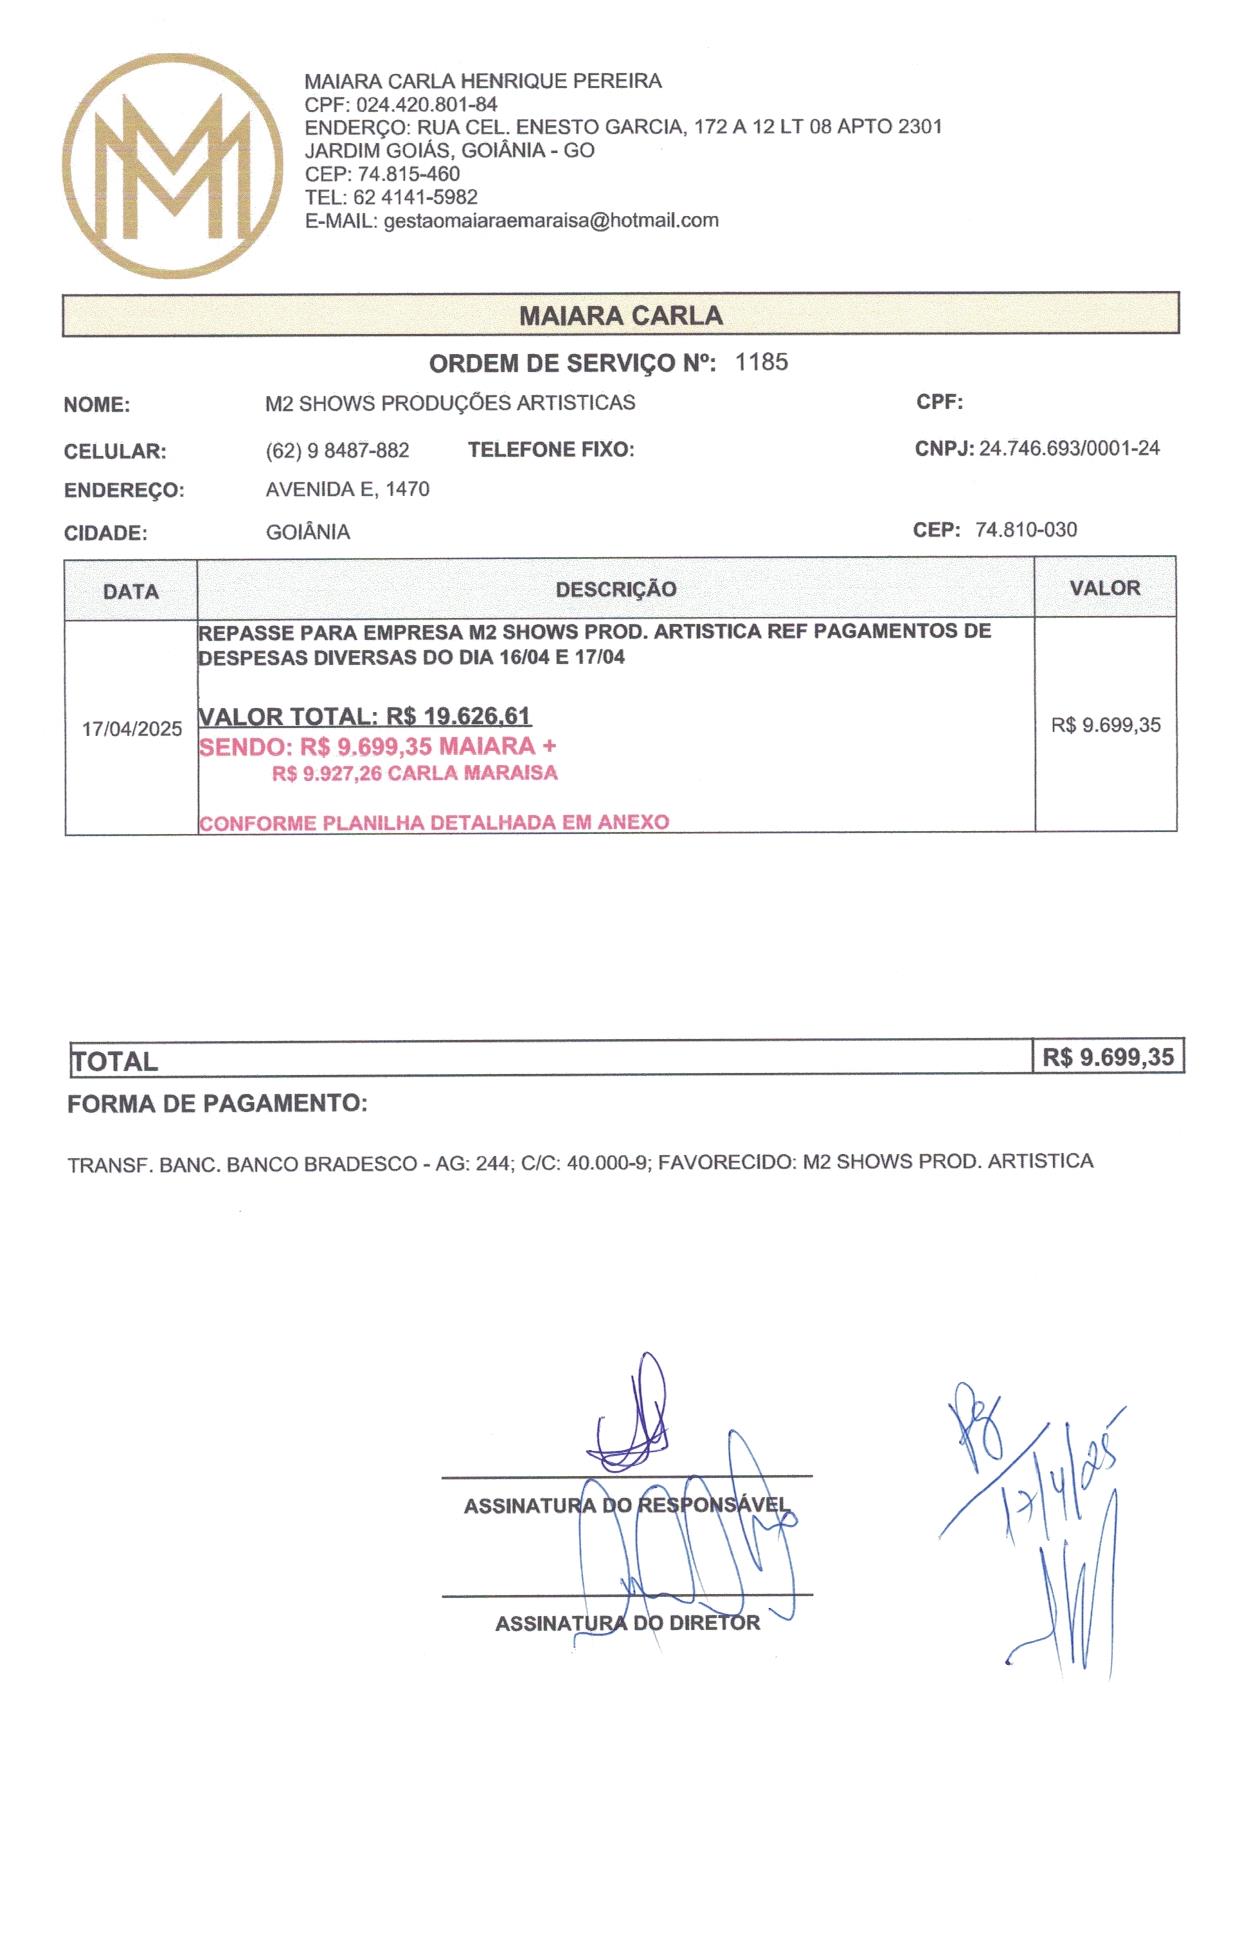 MAIARA CARLA HENRIQUE PEREIRA
CPF: 024.420.801-84
ENDERÇO: RUA CEL. ENESTO GARCIA, 172 A 12 LT 08 APTO 2301
JARDIM GOIÁS, GOIÂNIA - GO
CEP: 74.815-460
TEL: 62 4141-5982
E-MAIL: gestaomaiaraemaraisa@hotmail.com
MAIARA CARLA
ORDEM DE SERVIÇO Nº: 1185
NOME: M2 SHOWS PRODUÇÕES ARTISTICAS CPF:
CELULAR: (62) 9 8487-882 TELEFONE FIXO: CNPJ: 24.746.693/0001-24
ENDEREÇO: AVENIDA E, 1470
CIDADE: GOIÂNIA CEP: 74.810-030
DATA DESCRIÇÃO VALOR
REPASSE PARA EMPRESA M2 SHOWS PROD. ARTISTICA REF PAGAMENTOS DE
DESPESAS DIVERSAS DO DIA 16/04 E 17/04
VALOR TOTAL: R$ 19.626,61
17/04/2025 R$ 9.699,35
SENDO: R$ 9.699,35 MAIARA +
R$ 9.927,26 CARLA MARAISA
CONFORME PLANILHA DETALHADA EM ANEXO
TOTAL R$ 9.699,35
FORMA DE PAGAMENTO:
TRANSF. BANC. BANCO BRADESCO - AG: 244; C/C: 40.000-9; FAVORECIDO: M2 SHOWS PROD. ARTISTICA
Pg
17/4/25
ASSINATURA DO RESPONSÁVEL
ASSINATURA DO DIRETOR